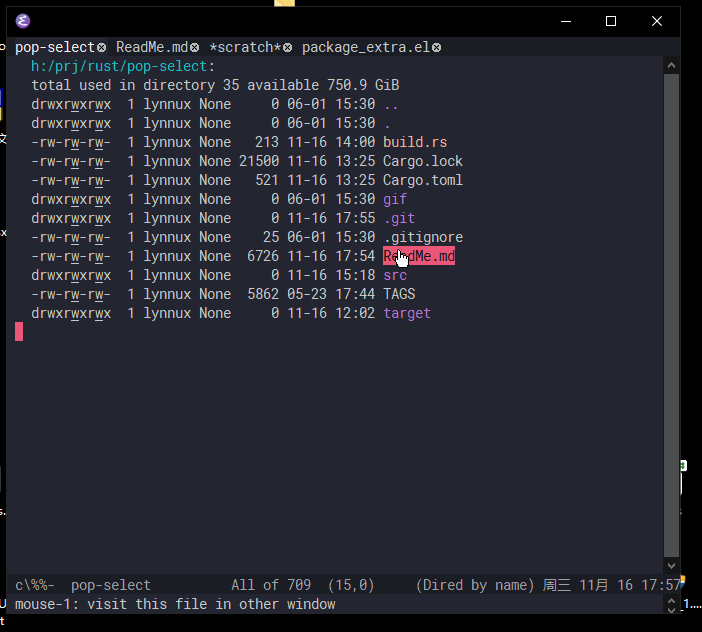 pop-select ReadMe.md *scratch* package_extra.el
h:/prj/rust/pop-select:
total used in directory 35 available 750.9 GiB
drwxrwxrwx 1 lynnux None 0 06-01 15:30 ..
drwxrwxrwx 1 lynnux None 0 06-01 15:30 .
-rw-rw-rw- 1 lynnux None 213 11-16 14:00 build.rs
-rw-rw-rw- 1 lynnux None 21500 11-16 13:25 Cargo.lock
-rw-rw-rw- 1 lynnux None 521 11-16 13:25 Cargo.toml
drwxrwxrwx 1 lynnux None 0 06-01 15:30 gif
drwxrwxrwx 1 lynnux None 0 11-16 17:55 .git
-rw-rw-rw- 1 lynnux None 25 06-01 15:30 .gitignore
-rw-rw-rw- 1 lynnux None 6726 11-16 17:54 ReadMe.md
drwxrwxrwx 1 lynnux None 0 11-16 15:18 src
-rw-rw-rw- 1 lynnux None 5862 05-23 17:44 TAGS
drwxrwxrwx 1 lynnux None 0 11-16 12:02 target
c\%%- pop-select All of 709 (15,0) (Dired by name) 周三 11月 16 17:57
mouse-1: visit this file in other window